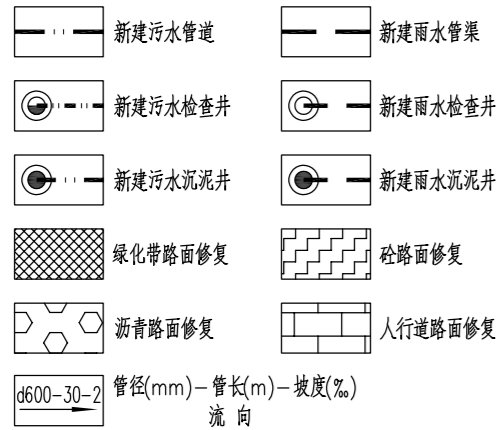 新建污水管道 新建雨水管渠
新建污水检查井 新建雨水检查井
新建污水沉泥井 新建雨水沉泥井
绿化带路面修复 砼路面修复
沥青路面修复 人行道路面修复
d600-30-2 管径(mm)-管长(m)-坡度(‰)
流 向